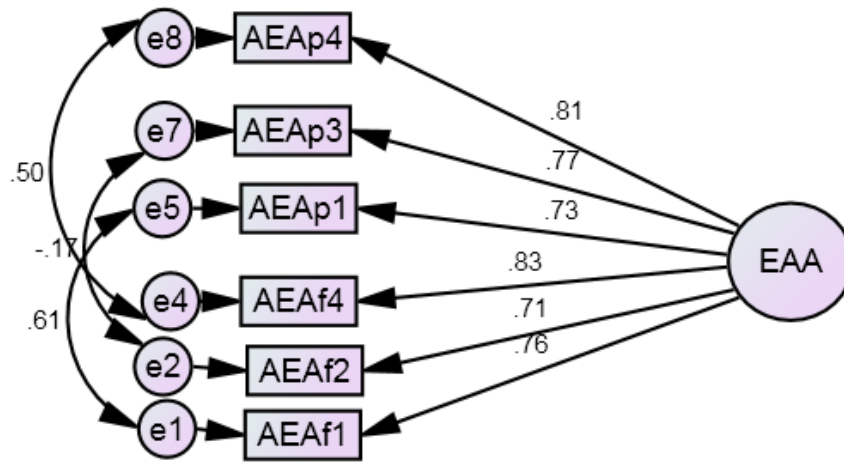 e8
AEAp4
.81
e7
AEAp3
.77
.50
e5
AEAp1
.73
-.17
EAA
.83
e4
AEAf4
.61
.71
e2
AEAf2
.76
e1
AEAf1